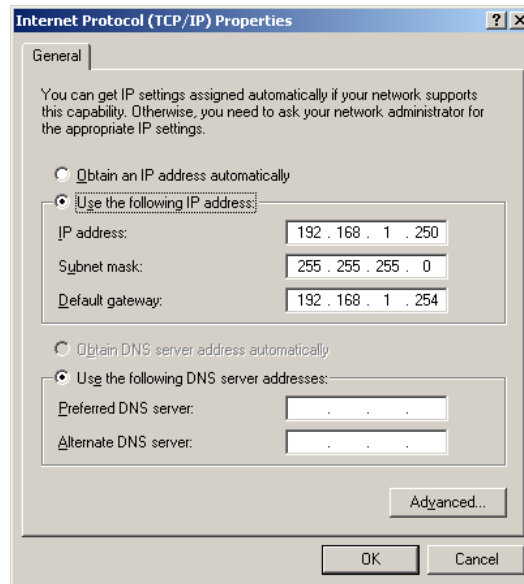 Internet Protocol (TCP/IP) Properties
General
You can get IP settings assigned automatically if your network supports
this capability. Otherwise, you need to ask your network administrator for
the appropriate IP settings.
Obtain an IP address automatically
Use the following IP address:
IP address: 192 . 168 . 1 . 250
Subnet mask: 255 . 255 . 255 . 0
Default gateway: 192 . 168 . 1 . 254
Obtain DNS server address automatically
Use the following DNS server addresses:
Preferred DNS server: . . .
Alternate DNS server: . . .
Advanced...
OK Cancel